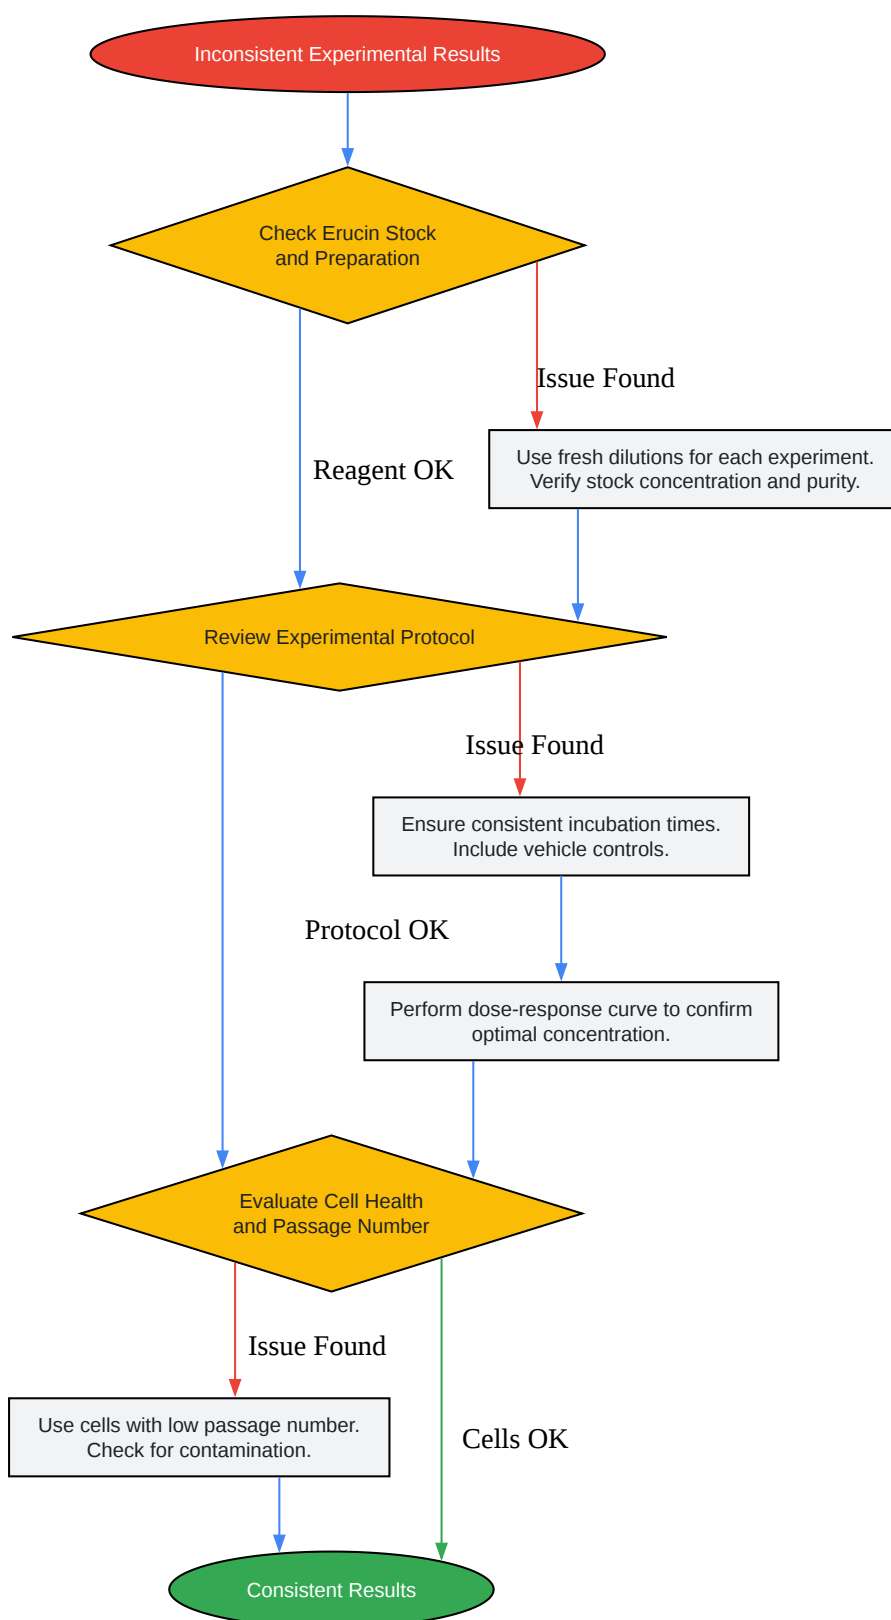 Inconsistent Experimental Results
Check Erucin Stock
and Preparation
Issue Found
Reagent OK
Use fresh dilutions for each experiment.
Verify stock concentration and purity.
Review Experimental Protocol
Issue Found
Ensure consistent incubation times.
Include vehicle controls.
Protocol OK
Perform dose-response curve to confirm
optimal concentration.
Evaluate Cell Health
and Passage Number
Issue Found
Use cells with low passage number.
Check for contamination.
Cells OK
Consistent Results